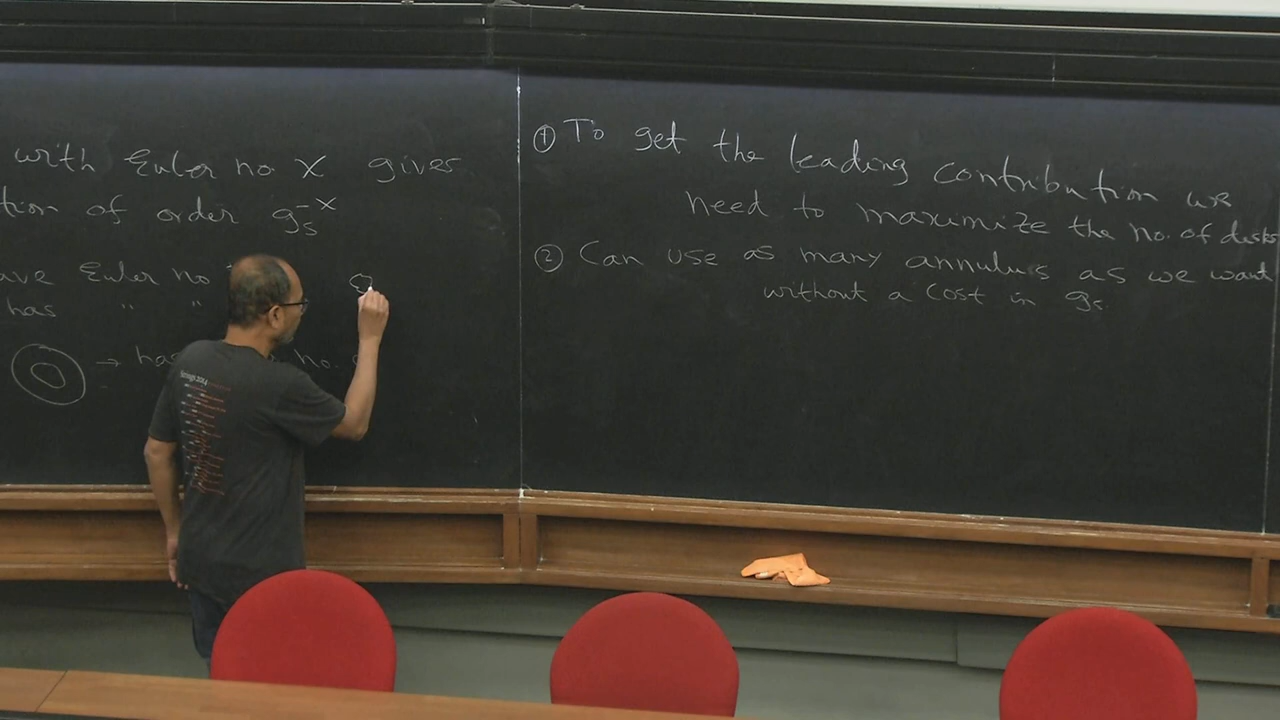 with Euler no χ gives
tion of order g_s^{-χ}
ave Euler no
has " "
→ has no.
① To get the leading contribution we
need to maximize the no. of disks
② Can use as many annulus as we want
without a cost in g_s